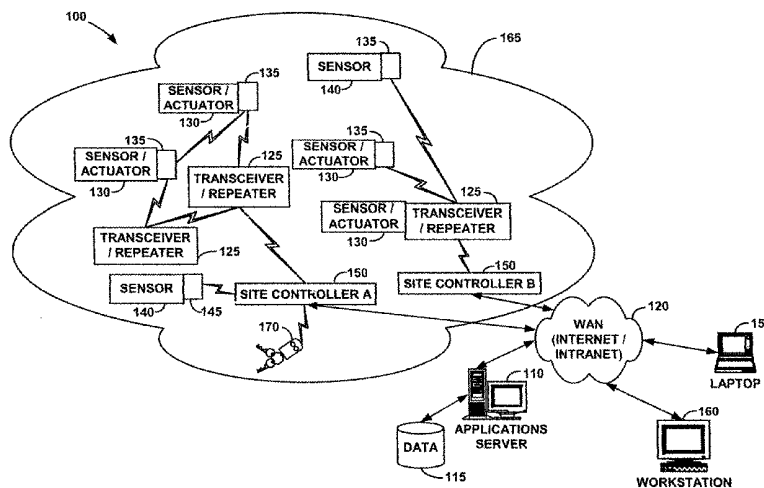 100
135
135
165
SENSOR
140
SENSOR /
ACTUATOR
130
135
125
135
SENSOR /
ACTUATOR
130
TRANSCEIVER
/ REPEATER
SENSOR /
ACTUATOR
130
125
SENSOR /
ACTUATOR
130
TRANSCEIVER
/ REPEATER
TRANSCEIVER
/ REPEATER
125
150
150
SENSOR
140
145
SITE CONTROLLER A
SITE CONTROLLER B
170
120
WAN
(INTERNET /
INTRANET)
15
LAPTOP
110
APPLICATIONS
SERVER
160
DATA
115
WORKSTATION